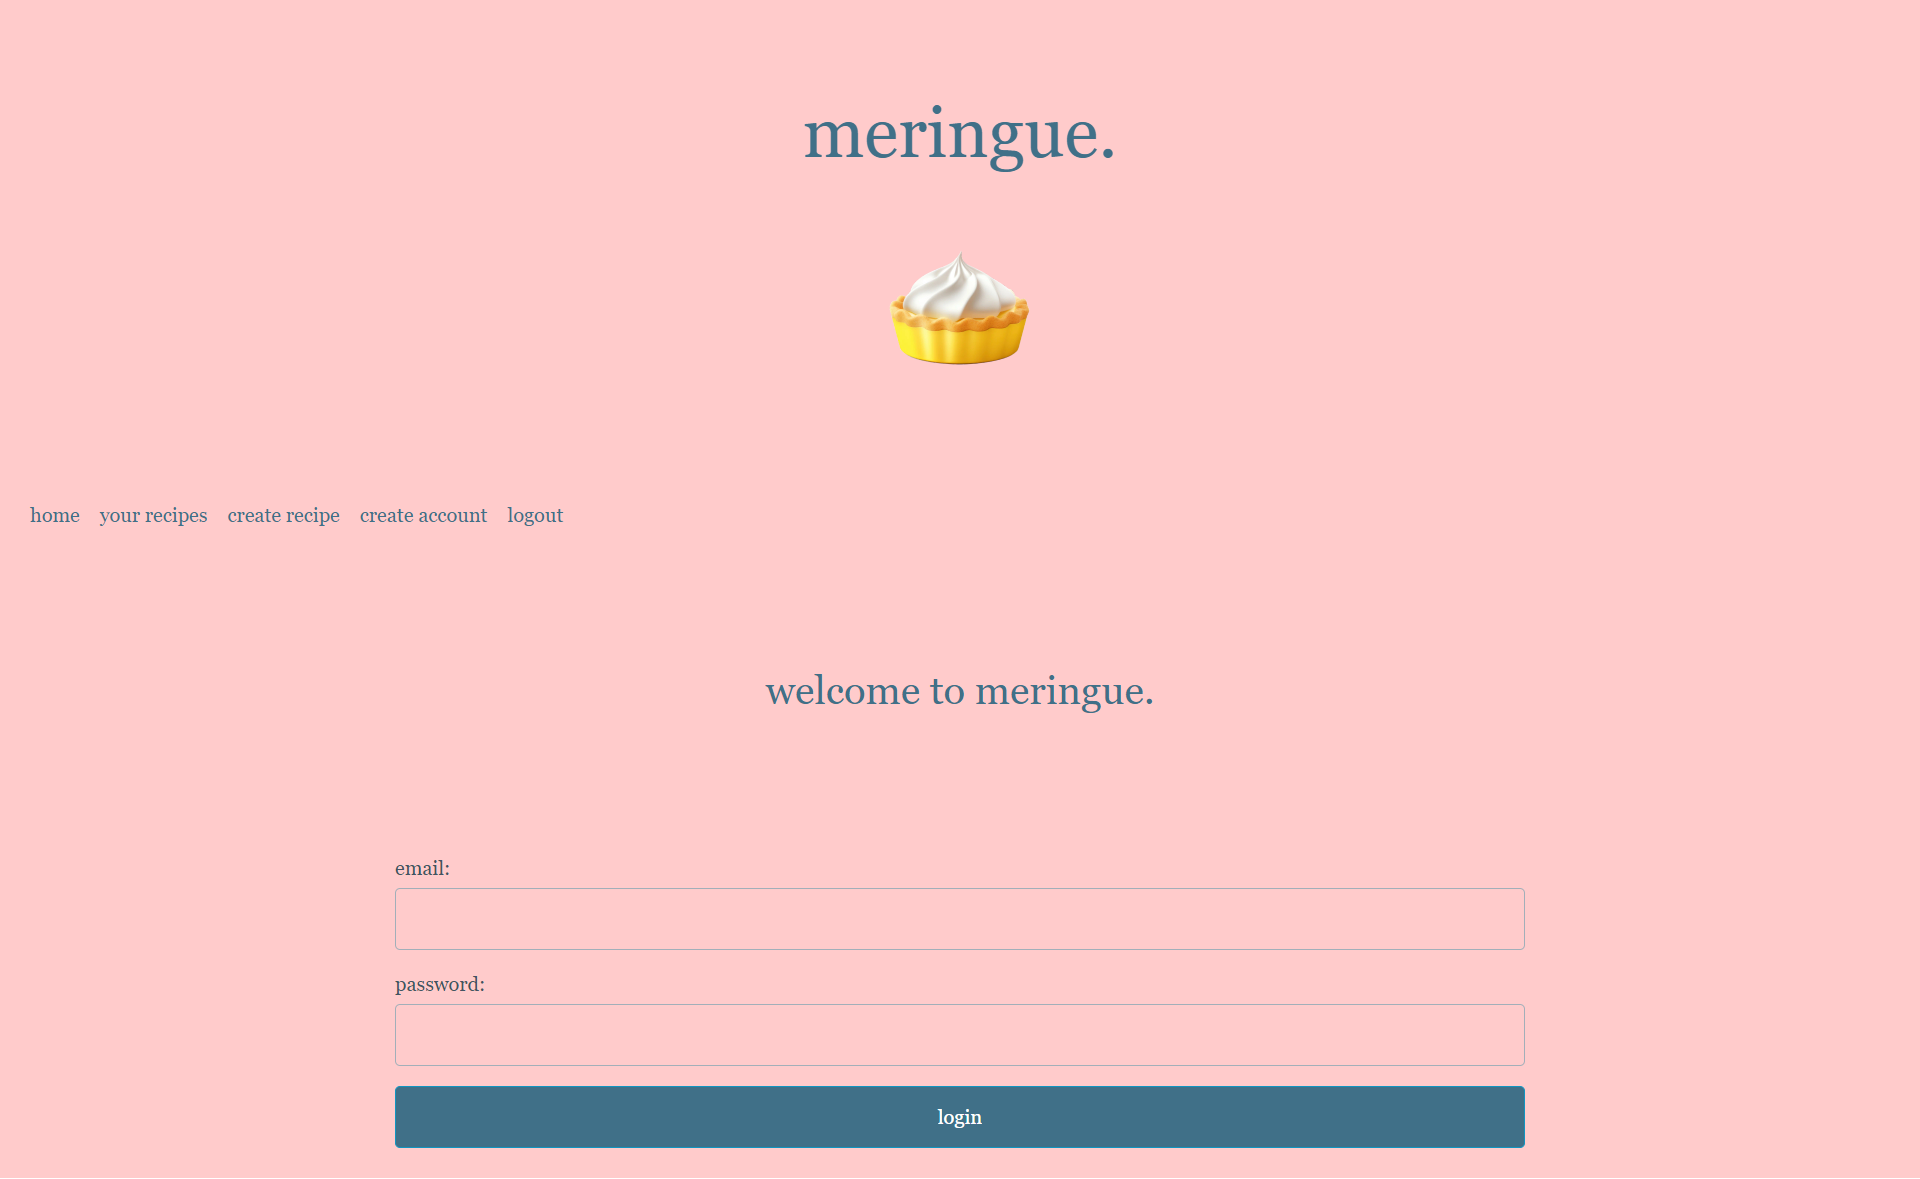 meringue.
home your recipes create recipe create account logout
welcome to meringue.
email:
password:
login